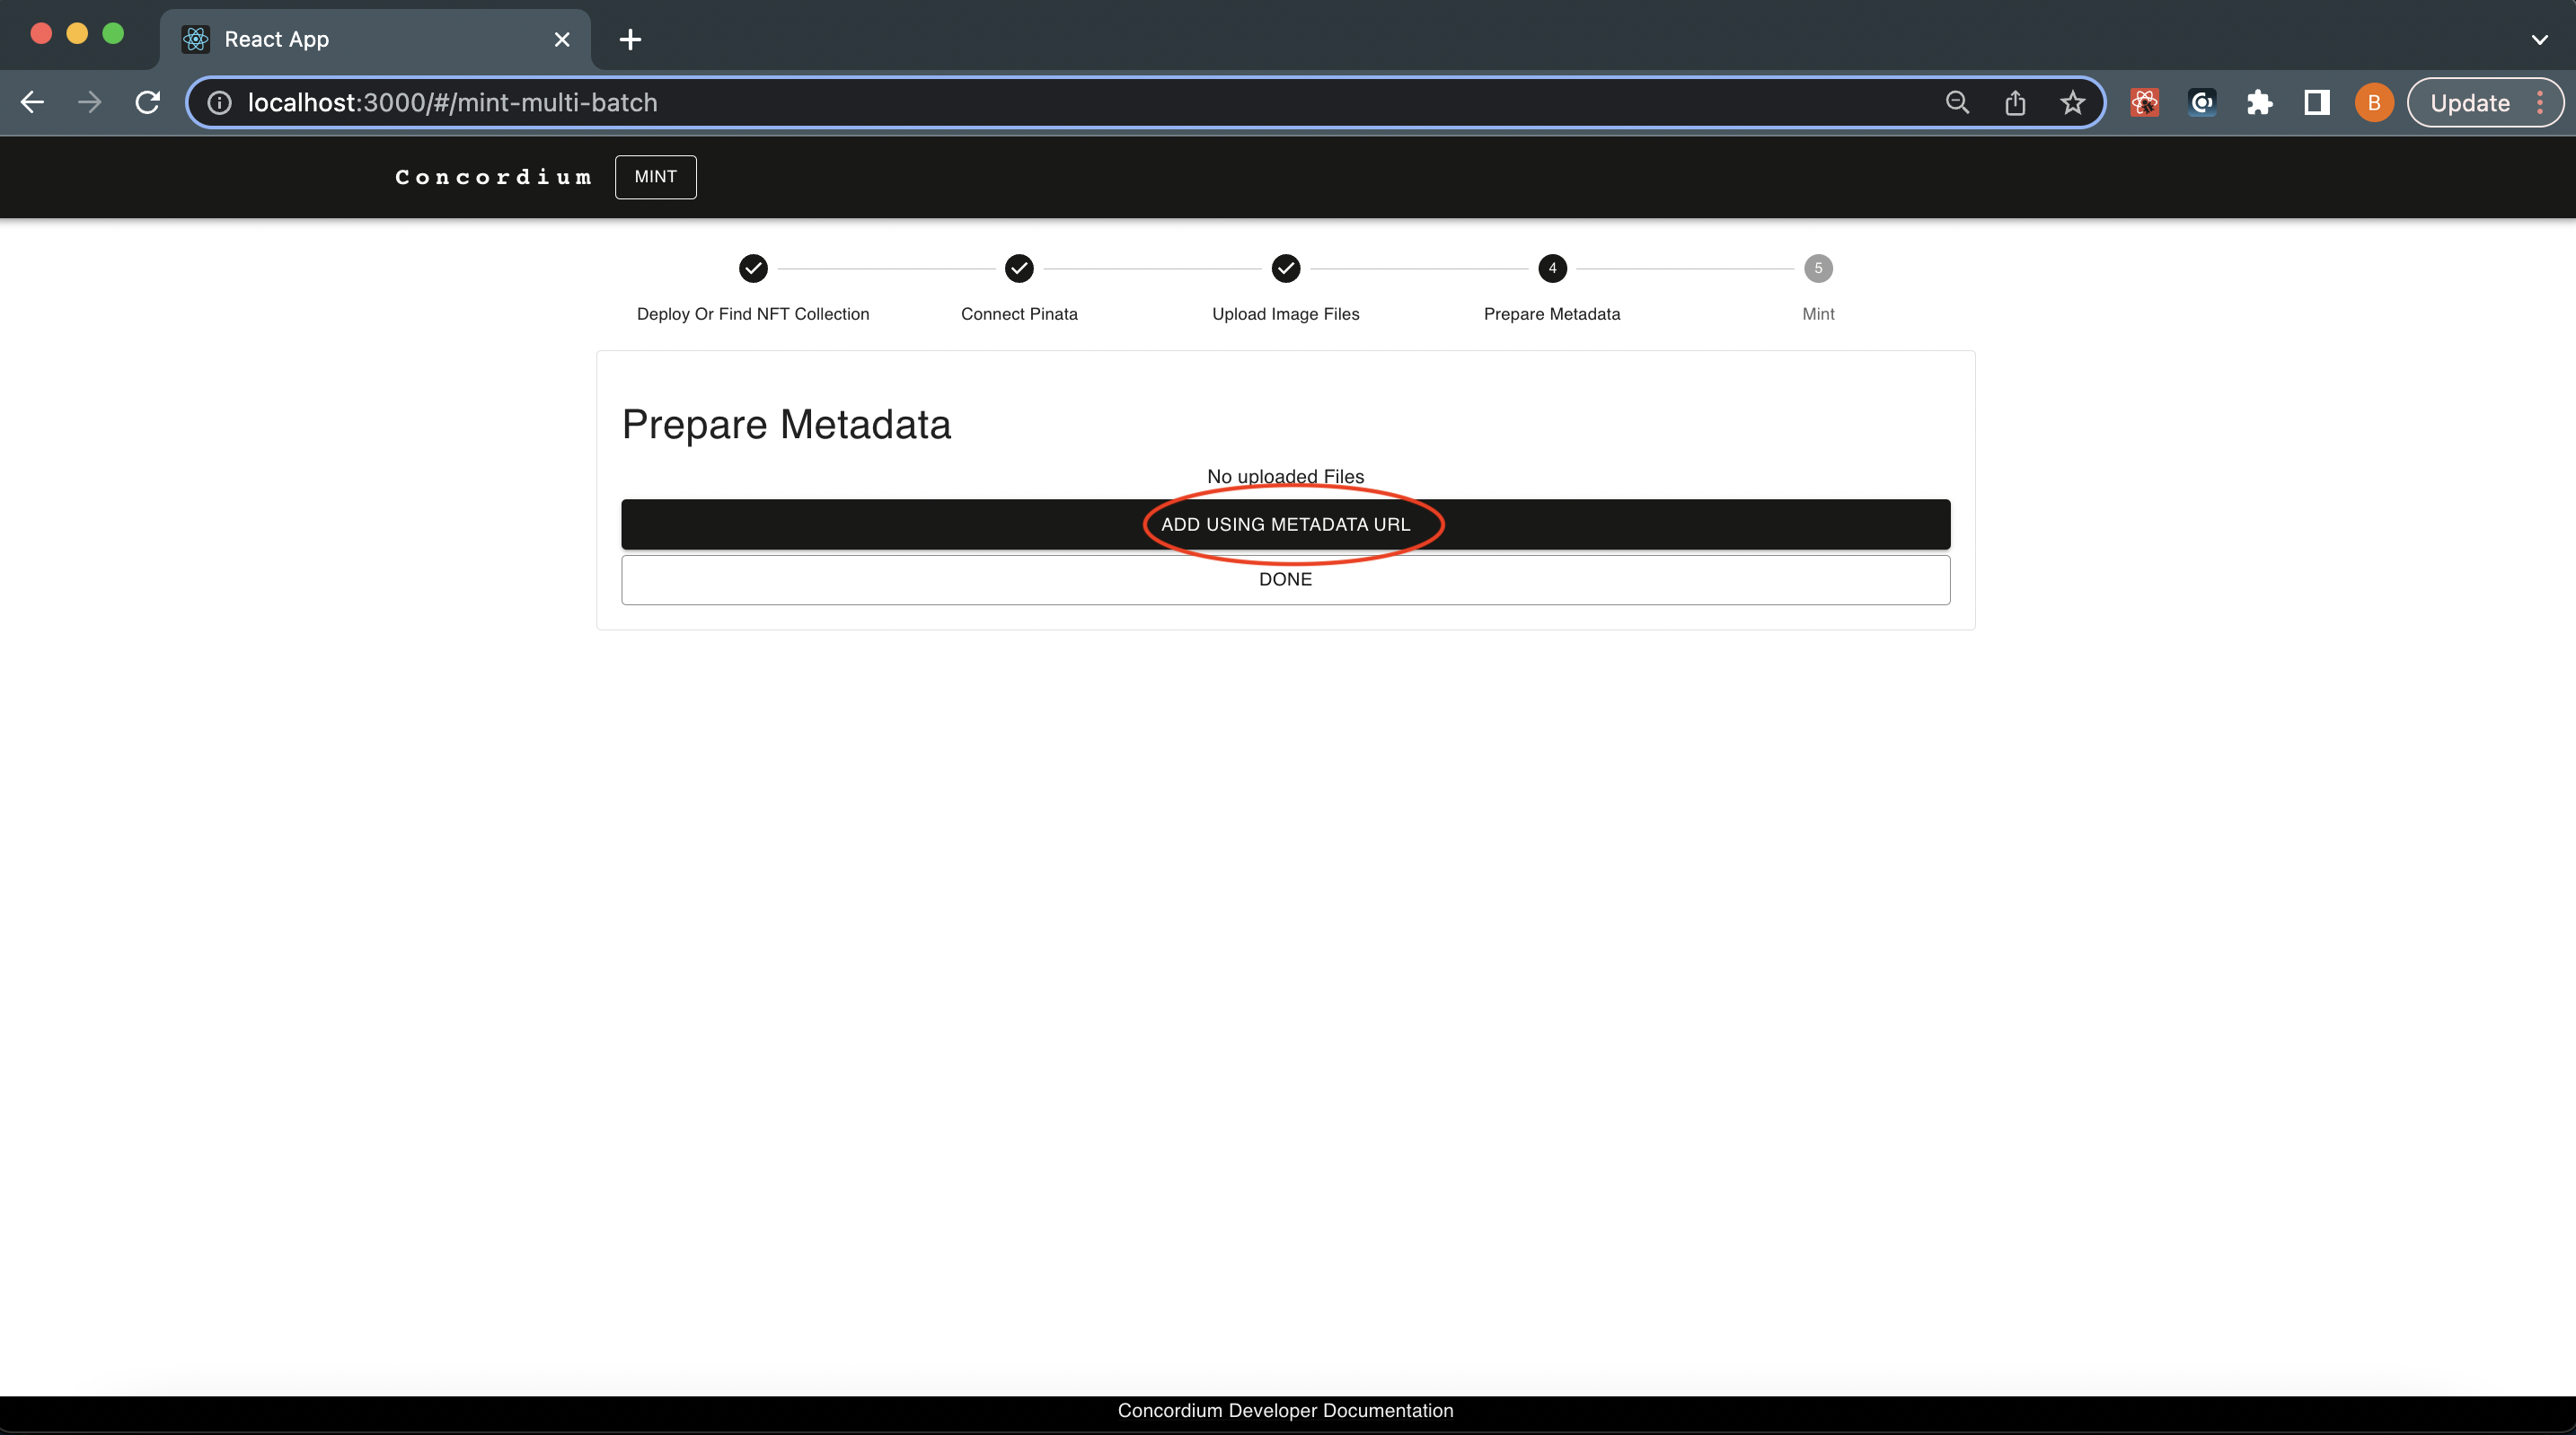 React App
localhost:3000/#/mint-multi-batch
B
Update
Concordium
MINT
4
5
Deploy Or Find NFT Collection
Connect Pinata
Upload Image Files
Prepare Metadata
Mint
Prepare Metadata
No uploaded Files
ADD USING METADATA URL
DONE
Concordium Developer Documentation